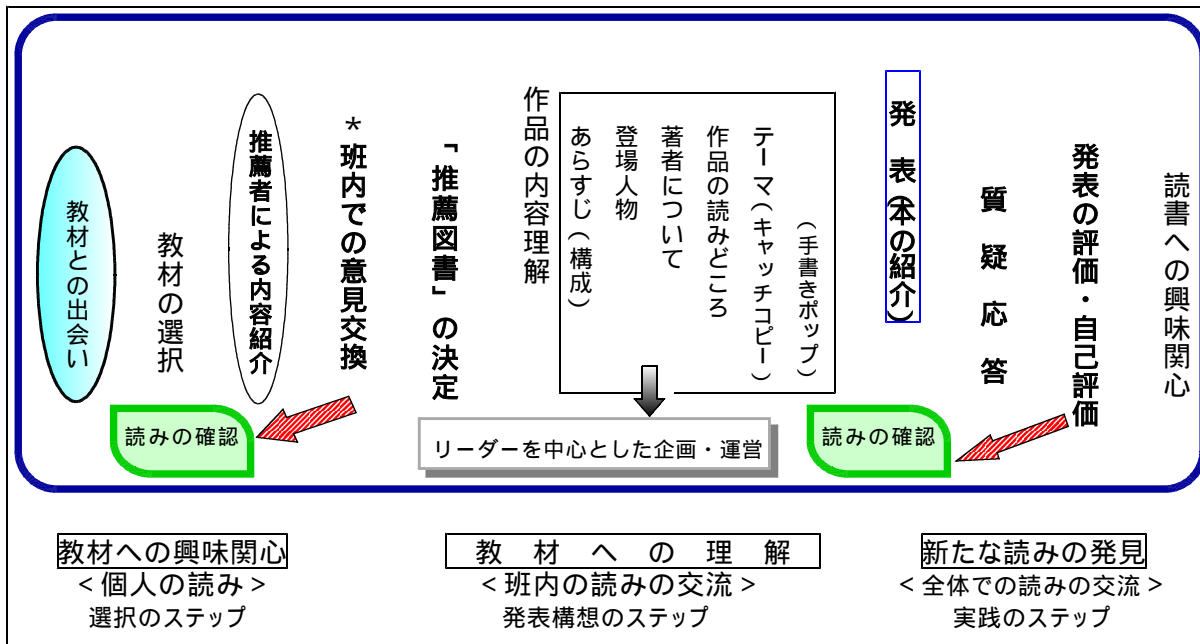 教材との出会い
教材の選択
推薦者による内容紹介
*班内での意見交換
「推薦図書」の決定
作品の内容理解
あらすじ(構成)
登場人物
著者について
作品の読みどころ
テーマ(キャッチコピー)
(手書きポップ)
発表(本の紹介)
質疑応答
発表の評価・自己評価
読書への興味関心
読みの確認
リーダーを中心とした企画・運営
読みの確認
教材への興味関心
<個人の読み>
選択のステップ
教材への理解
<班内の読みの交流>
発表構想のステップ
新たな読みの発見
<全体での読みの交流>
実践のステップ